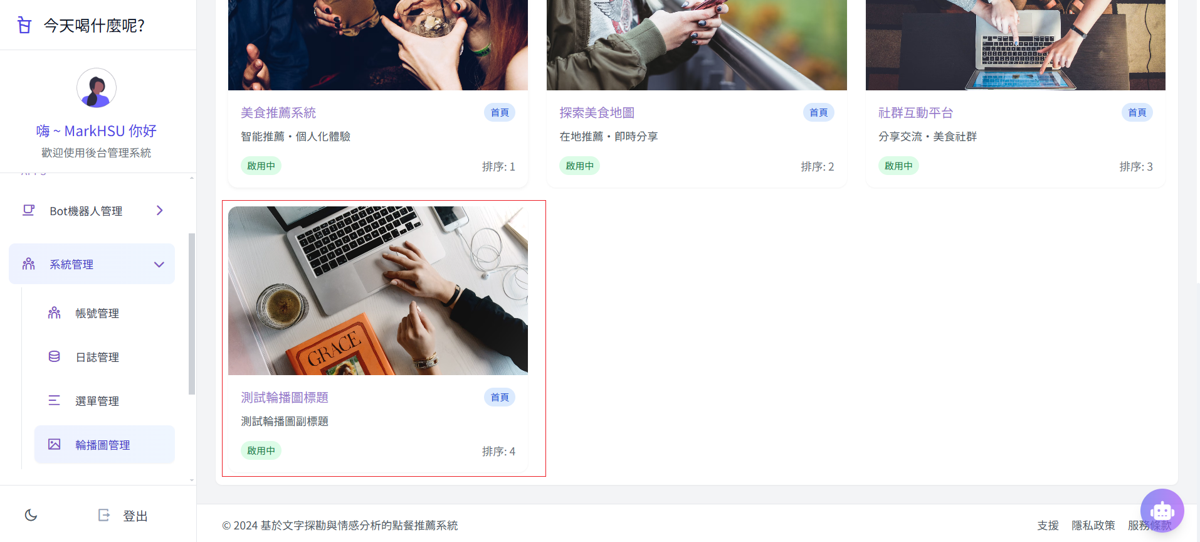 今天喝什麼呢?
嗨 ~ MarkHSU 你好
歡迎使用後台管理系統
Bot機器人管理
系統管理
帳號管理
日誌管理
選單管理
輪播圖管理
登出
美食推薦系統
首頁
智能推薦・個人化體驗
啟用中
排序: 1
探索美食地圖
首頁
在地推薦・即時分享
啟用中
排序: 2
社群互動平台
首頁
分享交流・美食社群
啟用中
排序: 3
GRACE
測試輪播圖標題
首頁
測試輪播圖副標題
啟用中
排序: 4
© 2024 基於文字探勘與情感分析的點餐推薦系統
支援
隱私政策
服務條款